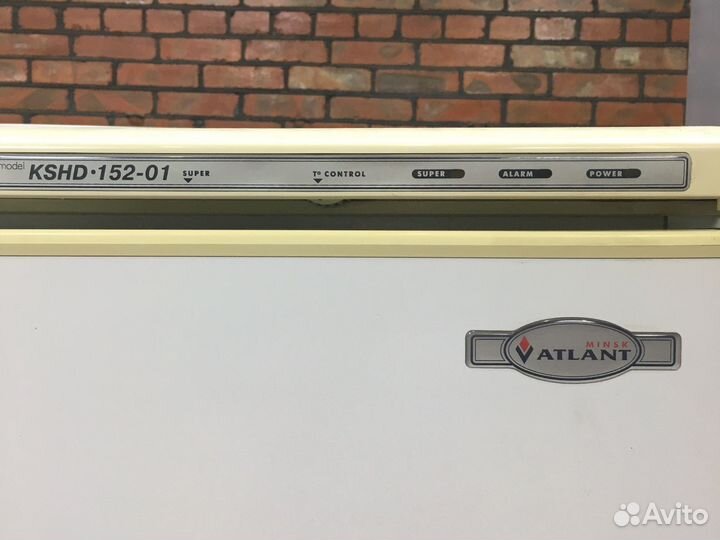 model KSHD·152-01 SUPER T° CONTROL SUPER ALARM POWER
MINSK
ATLANT
Avito